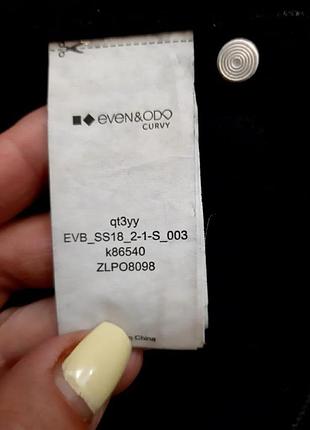 even&ODD
CURVY
qt3yy
EVB_SS18_2-1-S_003
k86540
ZLPO8098
China